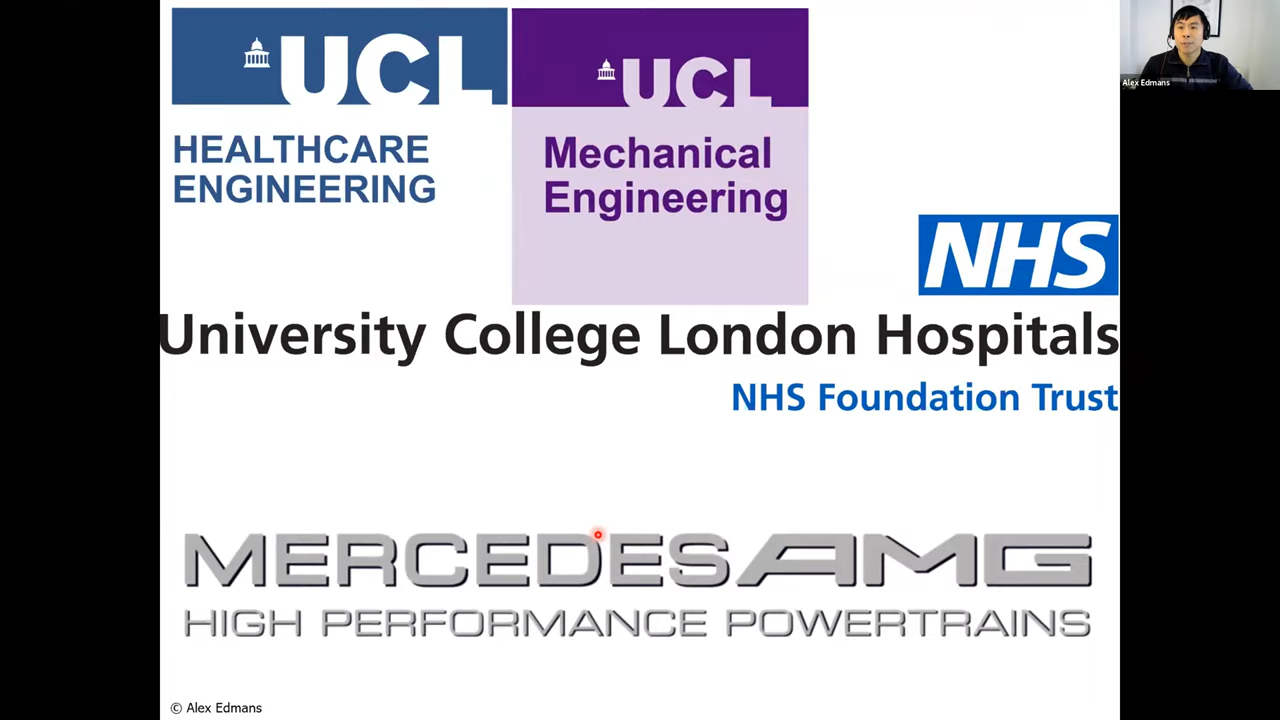 UCL
HEALTHCARE
ENGINEERING
UCL
Mechanical
Engineering
Alex Edmans
NHS
University College London Hospitals
NHS Foundation Trust
MERCEDES AMG
HIGH PERFORMANCE POWERTRAINS
© Alex Edmans